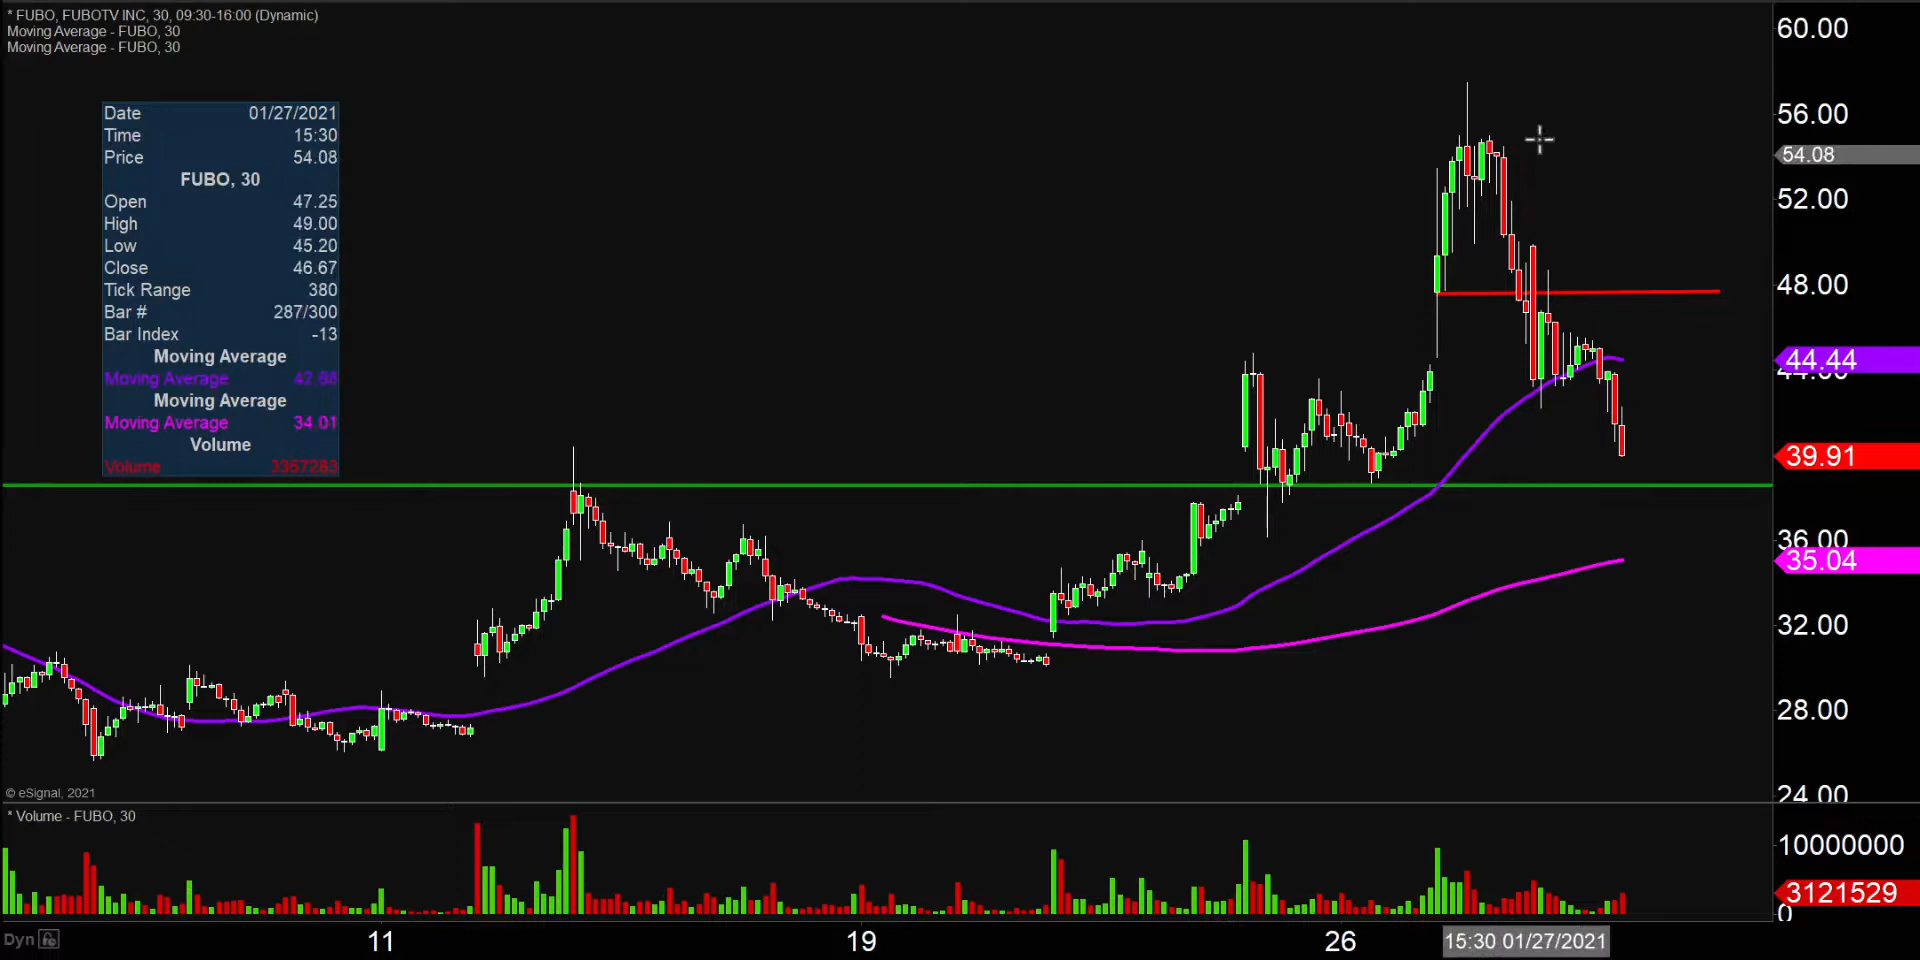 * FUBO, FUBOTV INC, 30, 09:30-16:00 (Dynamic)
Moving Average - FUBO, 30
Moving Average - FUBO, 30
Date 01/27/2021
Time 15:30
Price 54.08
FUBO, 30
Open 47.25
High 49.00
Low 45.20
Close 46.67
Tick Range 380
Bar # 287/300
Bar Index -13
Moving Average
Moving Average 42.68
Moving Average
Moving Average 34.01
Volume
Volume 3367283
60.00
56.00
54.08
52.00
48.00
44.44
44.00
39.91
36.00
35.04
32.00
28.00
24.00
© eSignal, 2021
* Volume - FUBO, 30
10000000
3121529
0
Dyn
11
19
26
15:30 01/27/2021